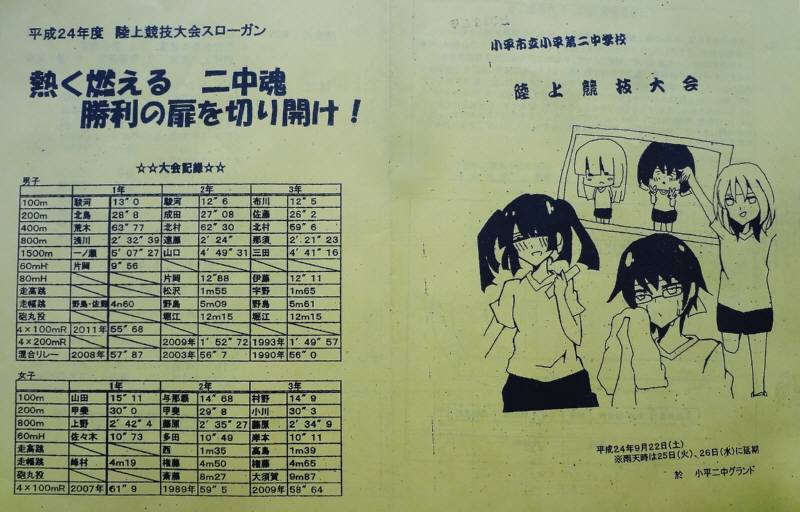 平成24年度 陸上競技大会スローガン
熱く燃える 二中魂
勝利の扉を切り開け!
☆☆大会記録☆☆
男子
1年 2年 3年
100m 駿河 13" 0 駿河 12" 6 布川 12" 5
200m 北島 28" 8 成田 27" 08 佐藤 26" 2
400m 荒木 63" 77 北村 62" 30 北村 59" 6
800m 浅川 2' 32" 39 遠藤 2' 24" 那須 2' 21" 23
1500m 一ノ瀬 5' 07" 27 山口 4' 49" 31 三田 4' 41" 16
60mH 片岡 9" 56
80mH 片岡 12"88 伊藤 12" 11
走高跳 松沢 1m55 宇野 1m65
走幅跳 野島・佐藤 4m60 野島 5m09 野島 5m61
砲丸投 堀江 12m15 堀江 12m15
4×100mR 2011年 55" 68
4×200mR 2009年 1' 52" 72 1993年 1' 49" 57
混合リレー 2008年 57" 87 2003年 56" 7 1990年 56" 0
女子
1年 2年 3年
100m 山田 15" 11 与那覇 14" 68 村野 14" 9
200m 甲斐 30" 0 甲斐 29" 8 小川 30" 3
800m 上野 2' 42" 4 藤原 2' 35" 27 藤原 2' 34" 9
60mH 佐々木 10" 73 多田 10" 49 岸本 10" 11
走高跳 西 1m35 高島 1m39
走幅跳 峰村 4m19 権藤 4m50 権藤 4m65
砲丸投 斎藤 8m27 大須賀 9m87
4×100mR 2007年 61" 9 1989年 59" 5 2009年 58" 64
小平市立小平第二中学校
陸上競技大会
平成24年9月22日(土)
※雨天時は25日(火)、26日(水)に延期
於 小平二中グランド